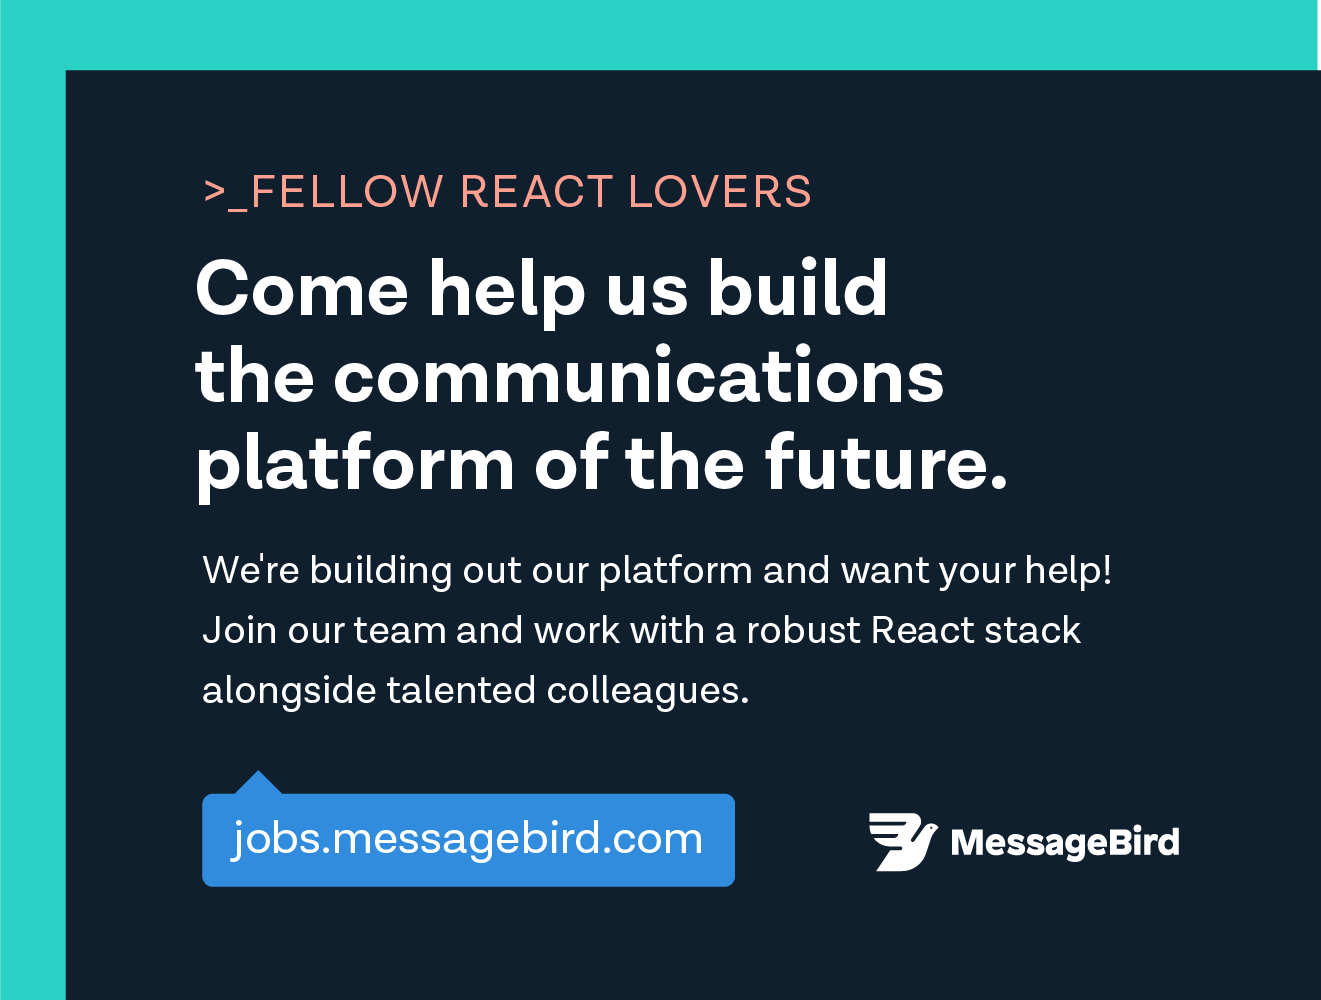 >_FELLOW REACT LOVERS
Come help us build
the communications
platform of the future.
We're building out our platform and want your help!
Join our team and work with a robust React stack
alongside talented colleagues.
jobs.messagebird.com
MessageBird